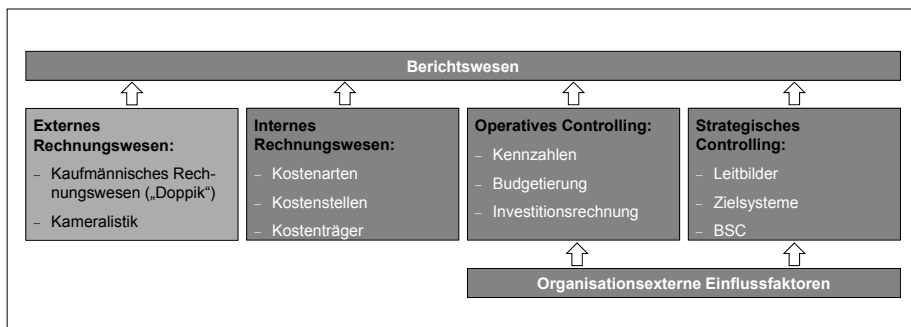 Berichtswesen
Externes
Rechnungswesen:
– Kaufmännisches Rech-
nungswesen („Doppik“)
– Kameralistik
Internes
Rechnungswesen:
– Kostenarten
– Kostenstellen
– Kostenträger
Operatives Controlling:
– Kennzahlen
– Budgetierung
– Investitionsrechnung
Strategisches
Controlling:
– Leitbilder
– Zielsysteme
– BSC
Organisationsexterne Einflussfaktoren